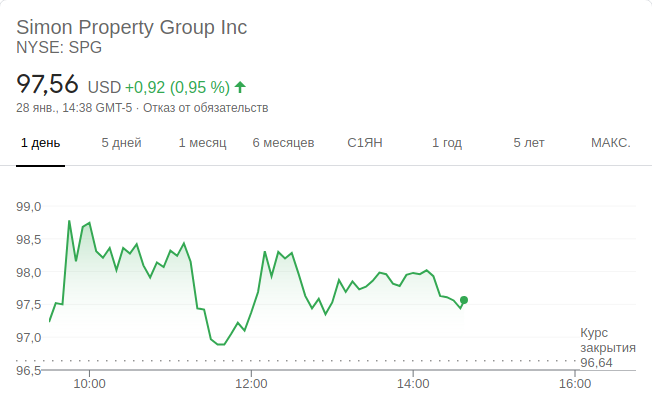 Simon Property Group Inc
NYSE: SPG
97,56 USD +0,92 (0,95 %)
28 янв., 14:38 GMT-5 · Отказ от обязательств
1 день 5 дней 1 месяц 6 месяцев С1ЯН 1 год 5 лет МАКС.
99,0
98,5
98,0
97,5
97,0
Курс
закрытия
96,64
96,5
10:00 12:00 14:00 16:00